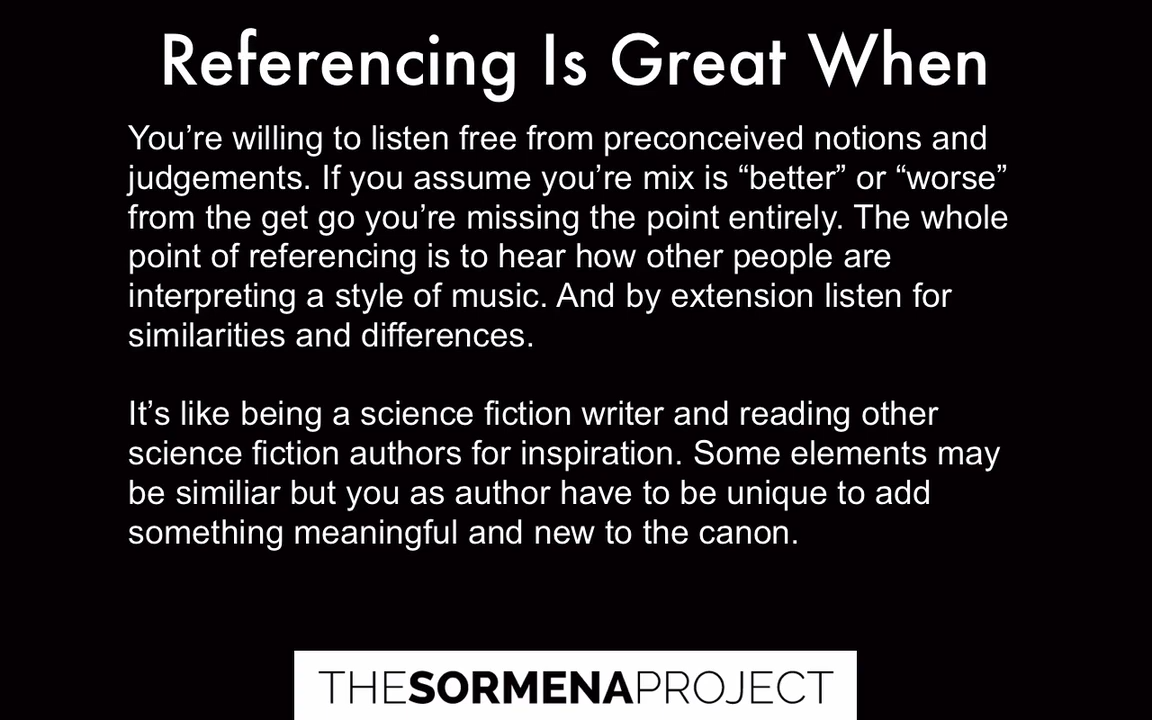 Referencing Is Great When
You’re willing to listen free from preconceived notions and
judgements. If you assume you’re mix is “better” or “worse”
from the get go you’re missing the point entirely. The whole
point of referencing is to hear how other people are
interpreting a style of music. And by extension listen for
similarities and differences.
It’s like being a science fiction writer and reading other
science fiction authors for inspiration. Some elements may
be similiar but you as author have to be unique to add
something meaningful and new to the canon.
THESORMENAPROJECT